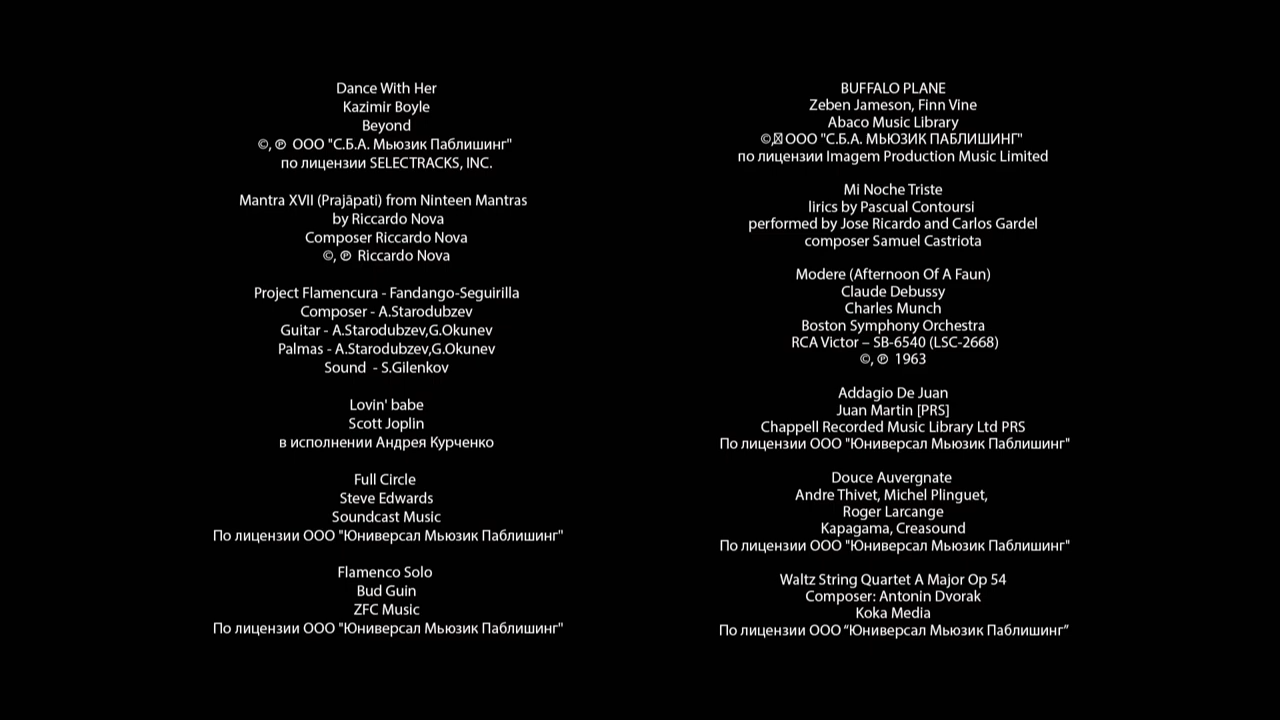 Dance With Her
Kazimir Boyle
Beyond
©, ℗ ООО "С.Б.А. Мьюзик Паблишинг"
по лицензии SELECTRACKS, INC.
Mantra XVII (Prajāpati) from Ninteen Mantras
by Riccardo Nova
Composer Riccardo Nova
©, ℗ Riccardo Nova
Project Flamencura - Fandango-Seguirilla
Composer - A.Starodubzev
Guitar - A.Starodubzev,G.Okunev
Palmas - A.Starodubzev,G.Okunev
Sound - S.Gilenkov
Lovin' babe
Scott Joplin
в исполнении Андрея Курченко
Full Circle
Steve Edwards
Soundcast Music
По лицензии ООО "Юниверсал Мьюзик Паблишинг"
Flamenco Solo
Bud Guin
ZFC Music
По лицензии ООО "Юниверсал Мьюзик Паблишинг"
BUFFALO PLANE
Zeben Jameson, Finn Vine
Abaco Music Library
©, ООО "С.Б.А. МЬЮЗИК ПАБЛИШИНГ"
по лицензии Imagem Production Music Limited
Mi Noche Triste
lirics by Pascual Contoursi
performed by Jose Ricardo and Carlos Gardel
composer Samuel Castriota
Modere (Afternoon Of A Faun)
Claude Debussy
Charles Munch
Boston Symphony Orchestra
RCA Victor – SB-6540 (LSC-2668)
©, ℗ 1963
Addagio De Juan
Juan Martin [PRS]
Chappell Recorded Music Library Ltd PRS
По лицензии ООО "Юниверсал Мьюзик Паблишинг"
Douce Auvergnate
Andre Thivet, Michel Plinguet,
Roger Larcange
Kapagama, Creasound
По лицензии ООО "Юниверсал Мьюзик Паблишинг"
Waltz String Quartet A Major Op 54
Composer: Antonin Dvorak
Koka Media
По лицензии ООО “Юниверсал Мьюзик Паблишинг”